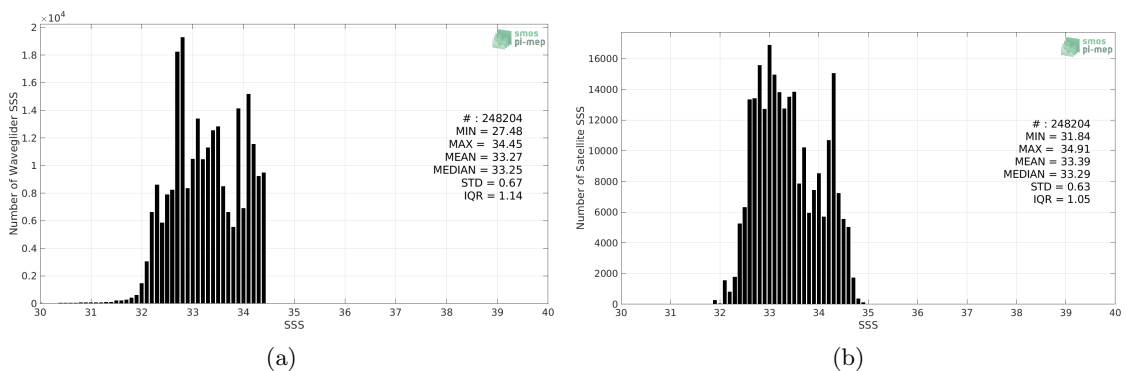 ×10⁴
2
1.8
1.6
1.4
1.2
1
0.8
0.6
0.4
0.2
0
Number of Waveglider SSS
30 31 32 33 34 35 36 37 38 39 40
SSS
smos
pi-mep
# : 248204
MIN = 27.48
MAX = 34.45
MEAN = 33.27
MEDIAN = 33.25
STD = 0.67
IQR = 1.14
(a)
16000
14000
12000
10000
8000
6000
4000
2000
0
Number of Satellite SSS
30 31 32 33 34 35 36 37 38 39 40
SSS
smos
pi-mep
# : 248204
MIN = 31.84
MAX = 34.91
MEAN = 33.39
MEDIAN = 33.29
STD = 0.63
IQR = 1.05
(b)